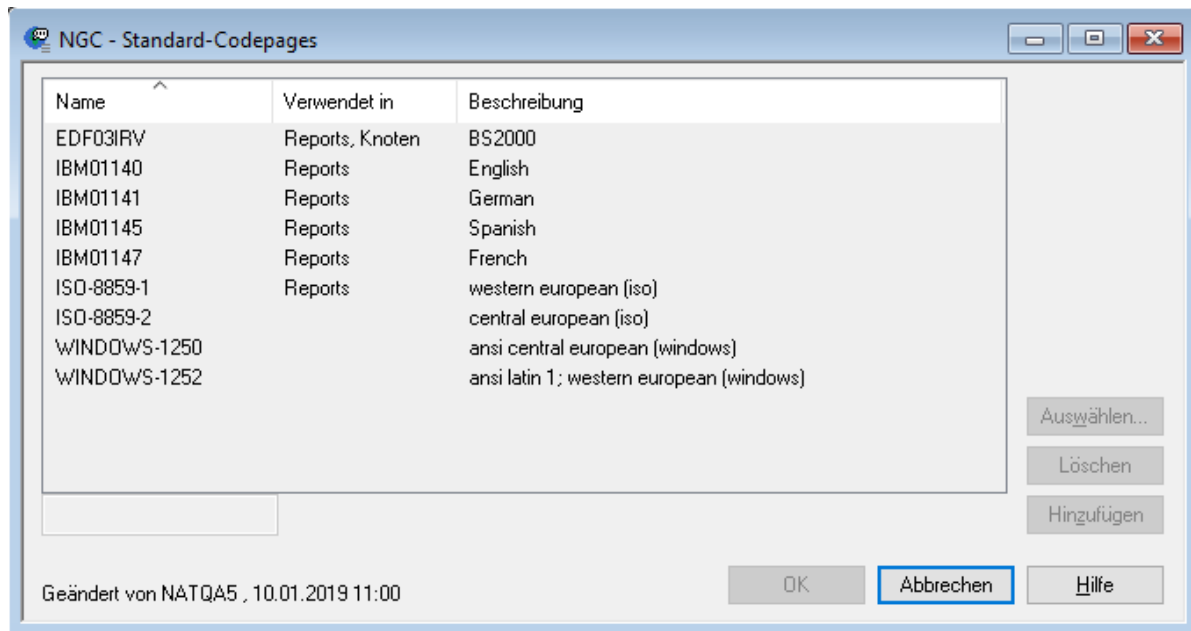 NGC - Standard-Codepages
Name Verwendet in Beschreibung
EDF03IRV Reports, Knoten BS2000
IBM01140 Reports English
IBM01141 Reports German
IBM01145 Reports Spanish
IBM01147 Reports French
ISO-8859-1 Reports western european (iso)
ISO-8859-2 central european (iso)
WINDOWS-1250 ansi central european (windows)
WINDOWS-1252 ansi latin 1; western european (windows)
Auswählen...
Löschen
Hinzufügen
Geändert von NATQA5 , 10.01.2019 11:00 OK Abbrechen Hilfe